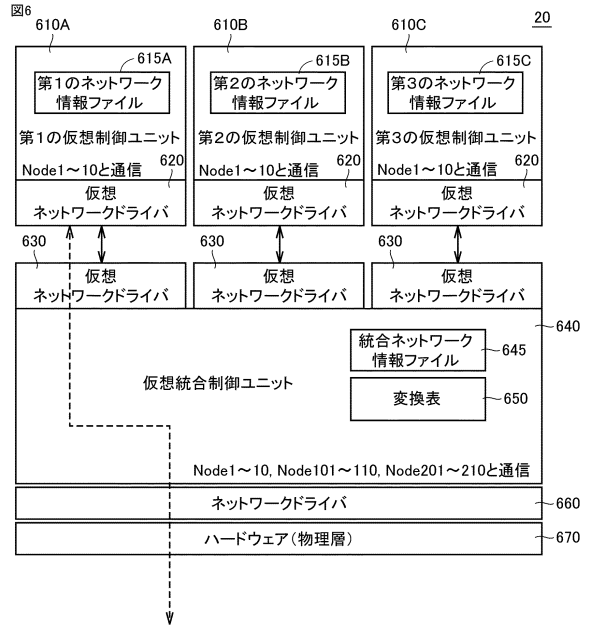 図6
20
610A
610B
610C
615A
615B
615C
第1のネットワーク
情報ファイル
第2のネットワーク
情報ファイル
第3のネットワーク
情報ファイル
第1の仮想制御ユニット
第2の仮想制御ユニット
第3の仮想制御ユニット
620
620
620
Node1～10と通信
Node1～10と通信
Node1～10と通信
仮想
ネットワークドライバ
仮想
ネットワークドライバ
仮想
ネットワークドライバ
630
630
630
仮想
ネットワークドライバ
仮想
ネットワークドライバ
仮想
ネットワークドライバ
640
統合ネットワーク
情報ファイル
645
仮想統合制御ユニット
変換表
650
Node1～10, Node101～110, Node201～210と通信
ネットワークドライバ
660
ハードウェア(物理層)
670